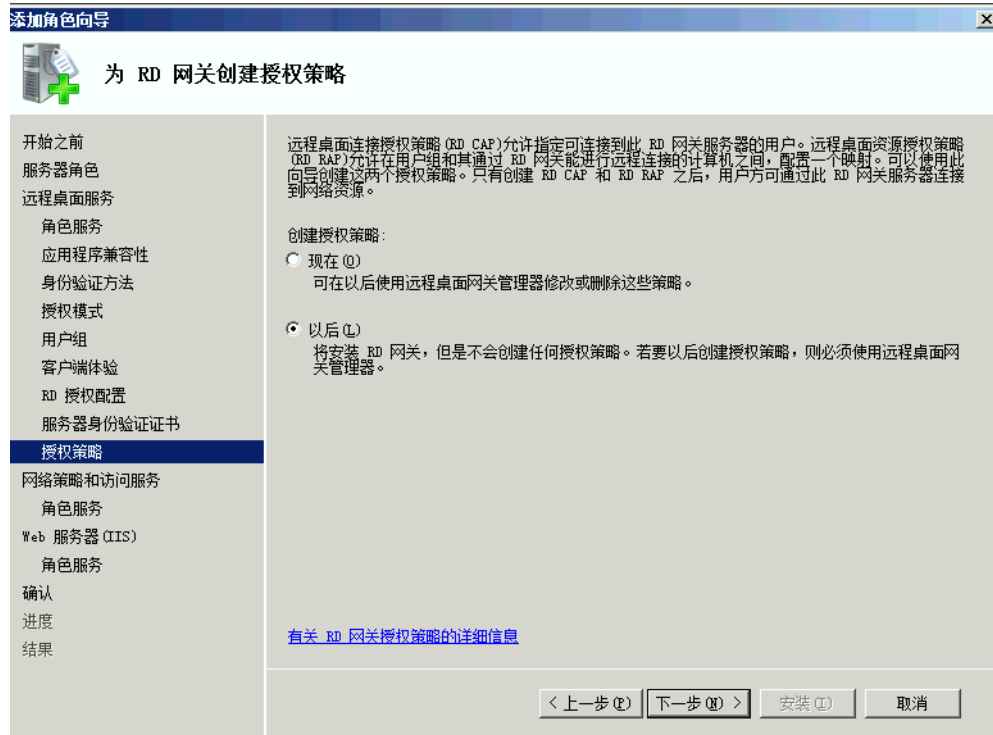 添加角色向导
为 RD 网关创建授权策略
开始之前
服务器角色
远程桌面服务
角色服务
应用程序兼容性
身份验证方法
授权模式
用户组
客户端体验
RD 授权配置
服务器身份验证证书
授权策略
网络策略和访问服务
角色服务
Web 服务器(IIS)
角色服务
确认
进度
结果
远程桌面连接授权策略(RD CAP)允许指定可连接到此 RD 网关服务器的用户。远程桌面资源授权策略
(RD RAP)允许在用户组和其通过 RD 网关能进行远程连接的计算机之间，配置一个映射。可以使用此
向导创建这两个授权策略。只有创建 RD CAP 和 RD RAP 之后，用户方可通过此 RD 网关服务器连接
到网络资源。
创建授权策略:
现在(O)
可在以后使用远程桌面网关管理器修改或删除这些策略。
以后(L)
将安装 RD 网关，但是不会创建任何授权策略。若要以后创建授权策略，则必须使用远程桌面网
关管理器。
有关 RD 网关授权策略的详细信息
< 上一步(P)
下一步(N) >
安装(I)
取消